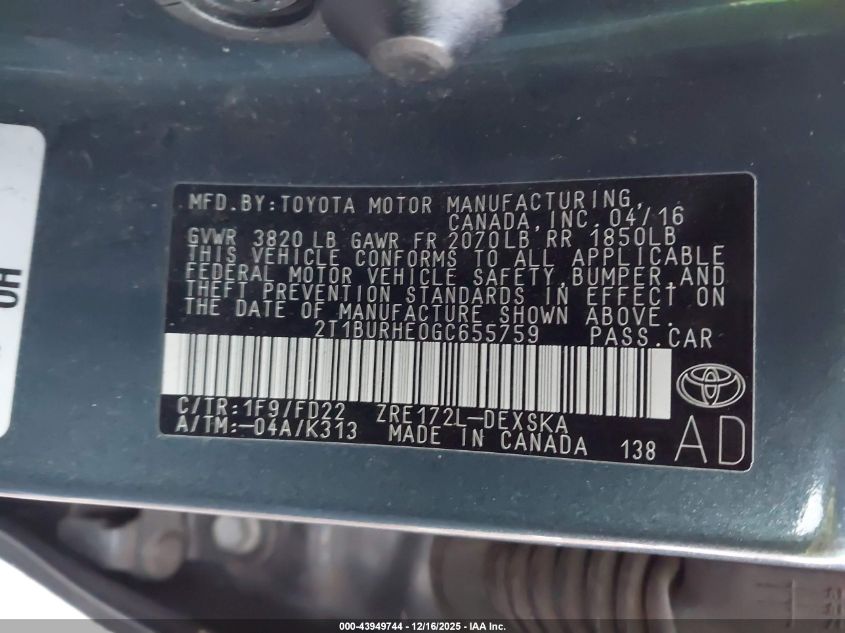 HO
MFD.BY:TOYOTA MOTOR MANUFACTURING,
CANADA,INC. 04/16
GVWR 3820 LB GAWR FR 2070LB RR 1850LB
THIS VEHICLE CONFORMS TO ALL APPLICABLE
FEDERAL MOTOR VEHICLE SAFETY,BUMPER,AND
THEFT PREVENTION STANDARDS IN EFFECT ON
THE DATE OF MANUFACTURE SHOWN ABOVE.
2T1BURHE0GC655759 PASS.CAR
C/TR:1F9/FD22 ZRE172L-DEXSKA
A/TM:-04A/K313 MADE IN CANADA 138 AD
000-43949744 - 12/16/2025 - IAA Inc.